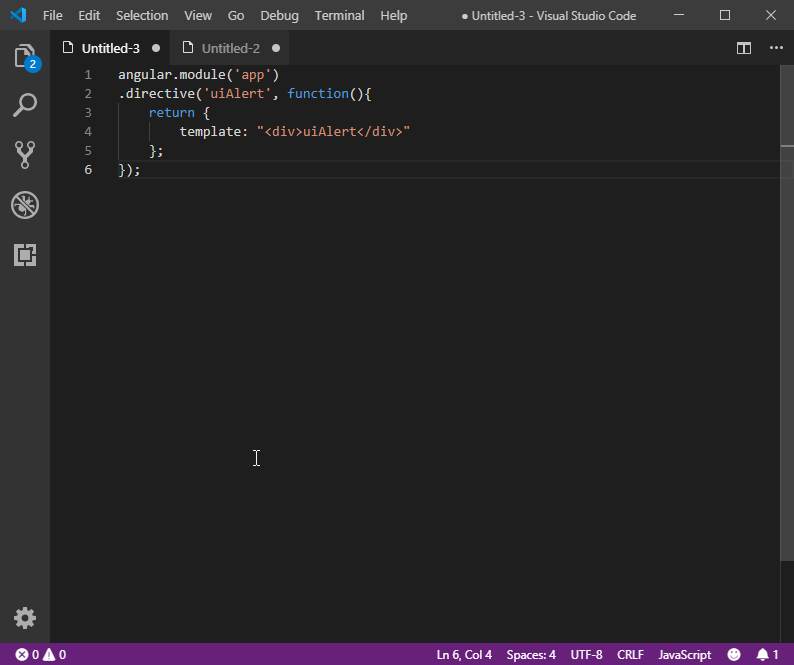 File Edit Selection View Go Debug Terminal Help ● Untitled-3 - Visual Studio Code
Untitled-3 Untitled-2
2
1 angular.module('app')
2 .directive('uiAlert', function(){
3 return {
4 template: "<div>uiAlert</div>"
5 };
6 });
0 0 Ln 6, Col 4 Spaces: 4 UTF-8 CRLF JavaScript 1